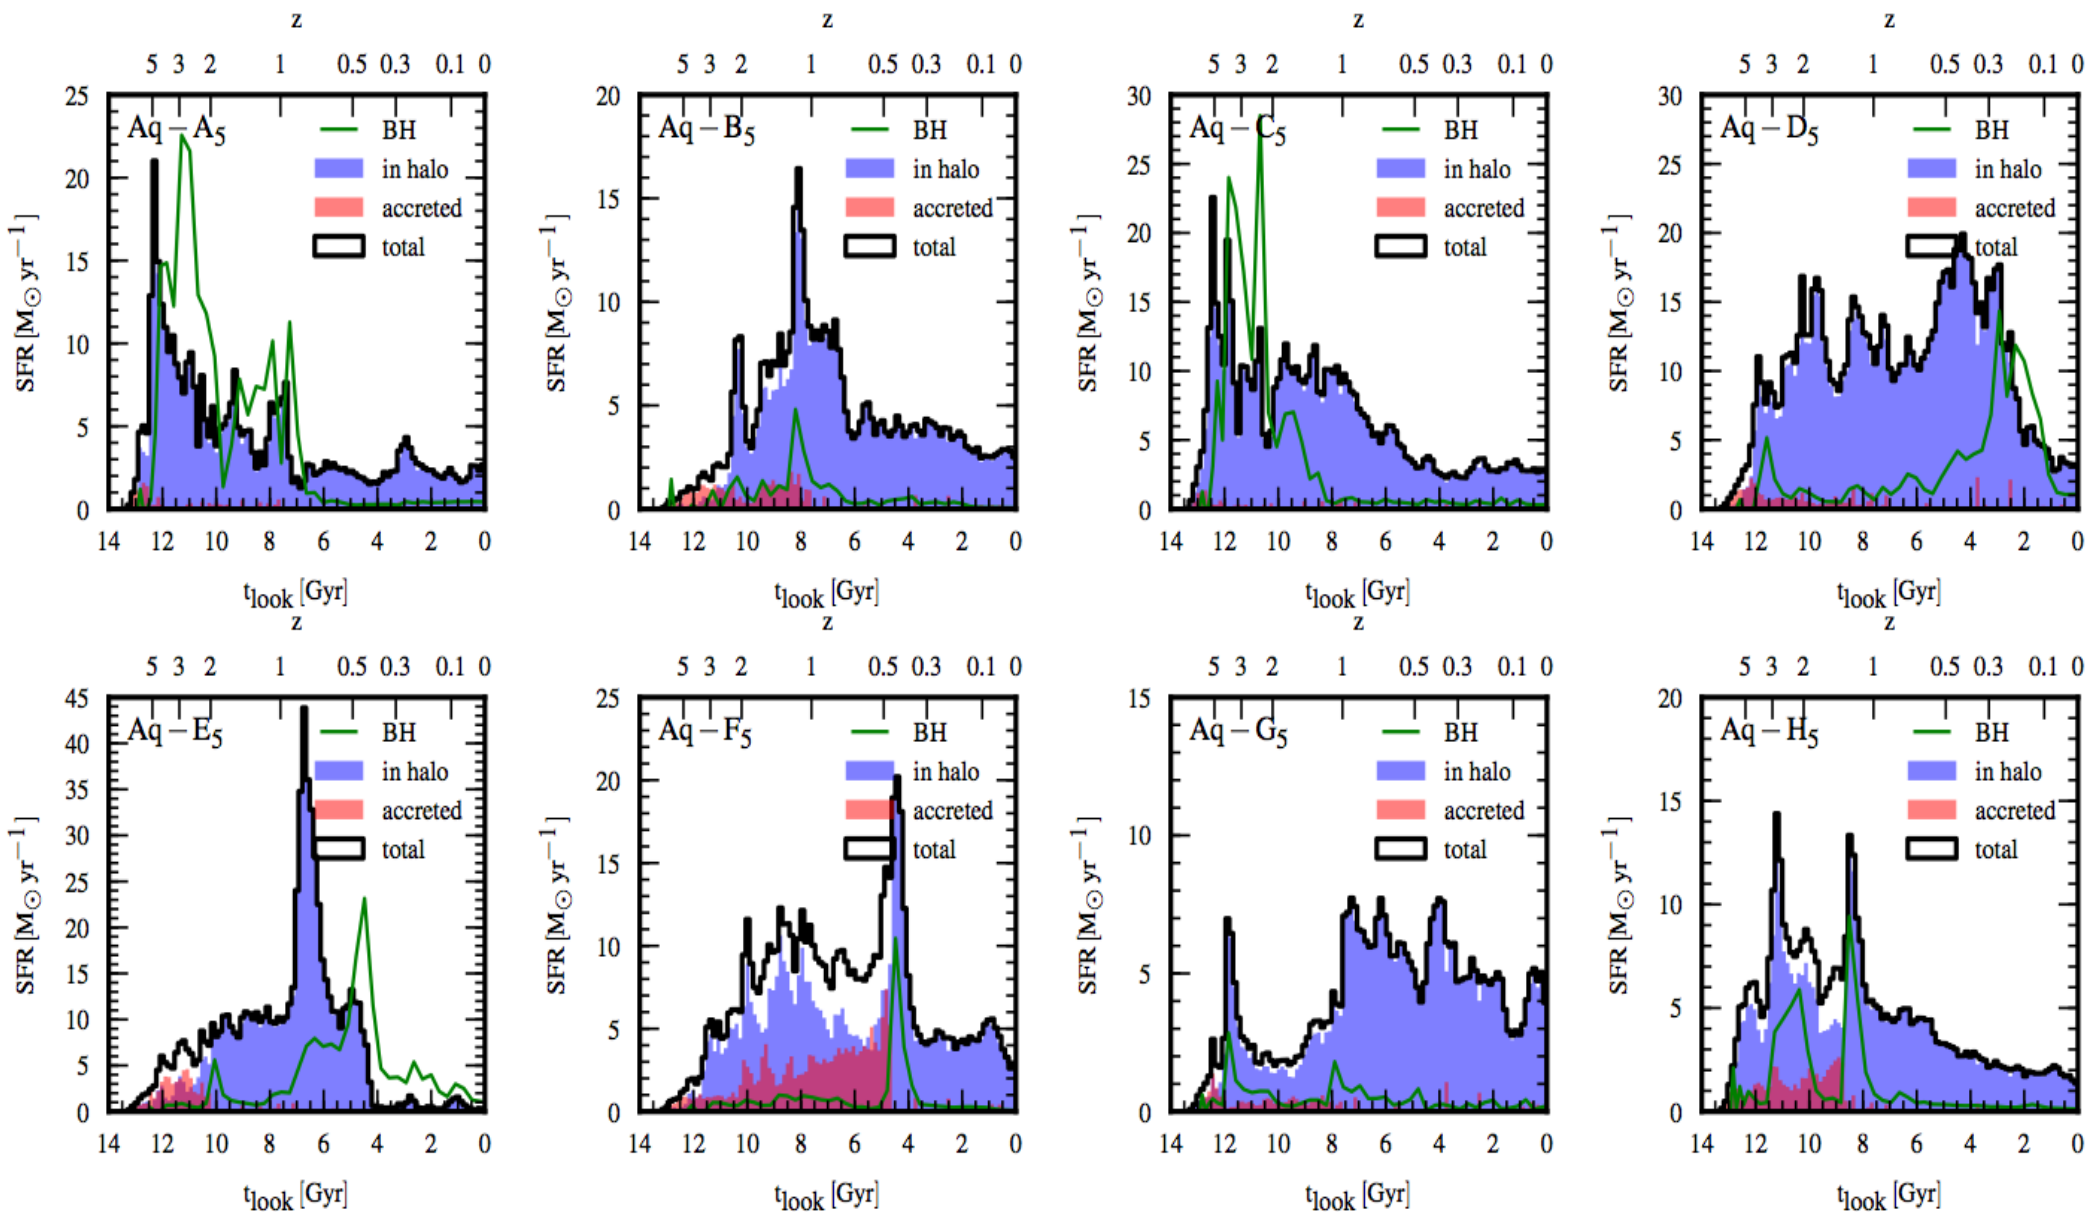 z
5 3 2 1 0.5 0.3 0.1 0
25
20
15
10
5
0
SFR [M⊙ yr−1]
Aq − A5
BH
in halo
accreted
total
14 12 10 8 6 4 2 0
tlook [Gyr]
z
5 3 2 1 0.5 0.3 0.1 0
20
15
10
5
0
SFR [M⊙ yr−1]
Aq − B5
BH
in halo
accreted
total
14 12 10 8 6 4 2 0
tlook [Gyr]
z
5 3 2 1 0.5 0.3 0.1 0
30
25
20
15
10
5
0
SFR [M⊙ yr−1]
Aq − C5
BH
in halo
accreted
total
14 12 10 8 6 4 2 0
tlook [Gyr]
z
5 3 2 1 0.5 0.3 0.1 0
30
25
20
15
10
5
0
SFR [M⊙ yr−1]
Aq − D5
BH
in halo
accreted
total
14 12 10 8 6 4 2 0
tlook [Gyr]
z
5 3 2 1 0.5 0.3 0.1 0
45
40
35
30
25
20
15
10
5
0
SFR [M⊙ yr−1]
Aq − E5
BH
in halo
accreted
total
14 12 10 8 6 4 2 0
tlook [Gyr]
z
5 3 2 1 0.5 0.3 0.1 0
25
20
15
10
5
0
SFR [M⊙ yr−1]
Aq − F5
BH
in halo
accreted
total
14 12 10 8 6 4 2 0
tlook [Gyr]
z
5 3 2 1 0.5 0.3 0.1 0
15
10
5
0
SFR [M⊙ yr−1]
Aq − G5
BH
in halo
accreted
total
14 12 10 8 6 4 2 0
tlook [Gyr]
z
5 3 2 1 0.5 0.3 0.1 0
20
15
10
5
0
SFR [M⊙ yr−1]
Aq − H5
BH
in halo
accreted
total
14 12 10 8 6 4 2 0
tlook [Gyr]